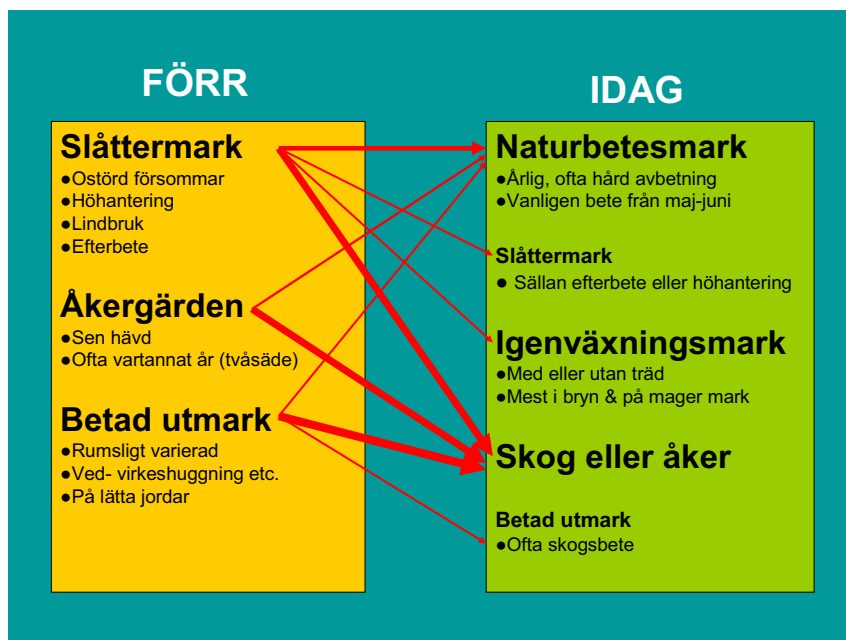 FÖRR
Slåttermark
●Ostörd försommar
●Höhantering
●Lindbruk
●Efterbete
Åkergärden
●Sen hävd
●Ofta vartannat år (tvåsäde)
Betad utmark
●Rumsligt varierad
●Ved- virkeshuggning etc.
●På lätta jordar
IDAG
Naturbetesmark
●Årlig, ofta hård avbetning
●Vanligen bete från maj-juni
Slåttermark
● Sällan efterbete eller höhantering
Igenväxningsmark
●Med eller utan träd
●Mest i bryn & på mager mark
Skog eller åker
Betad utmark
●Ofta skogsbete